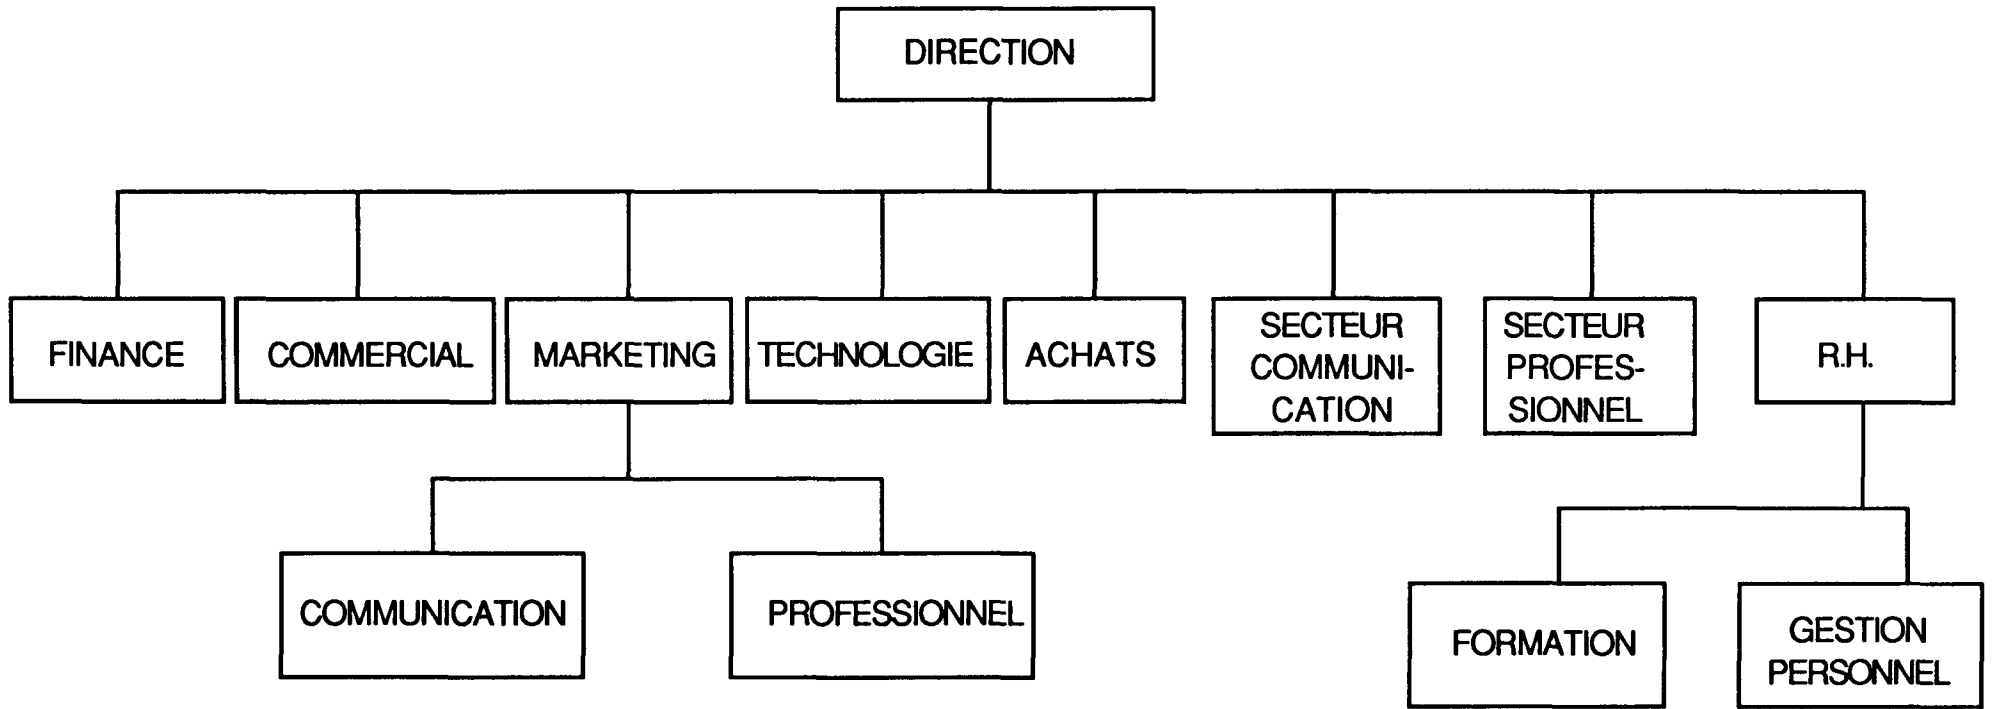 DIRECTION
FINANCE
COMMERCIAL
MARKETING
TECHNOLOGIE
ACHATS
SECTEUR
COMMUNI-
CATION
SECTEUR
PROFES-
SIONNEL
R.H.
COMMUNICATION
PROFESSIONNEL
FORMATION
GESTION
PERSONNEL